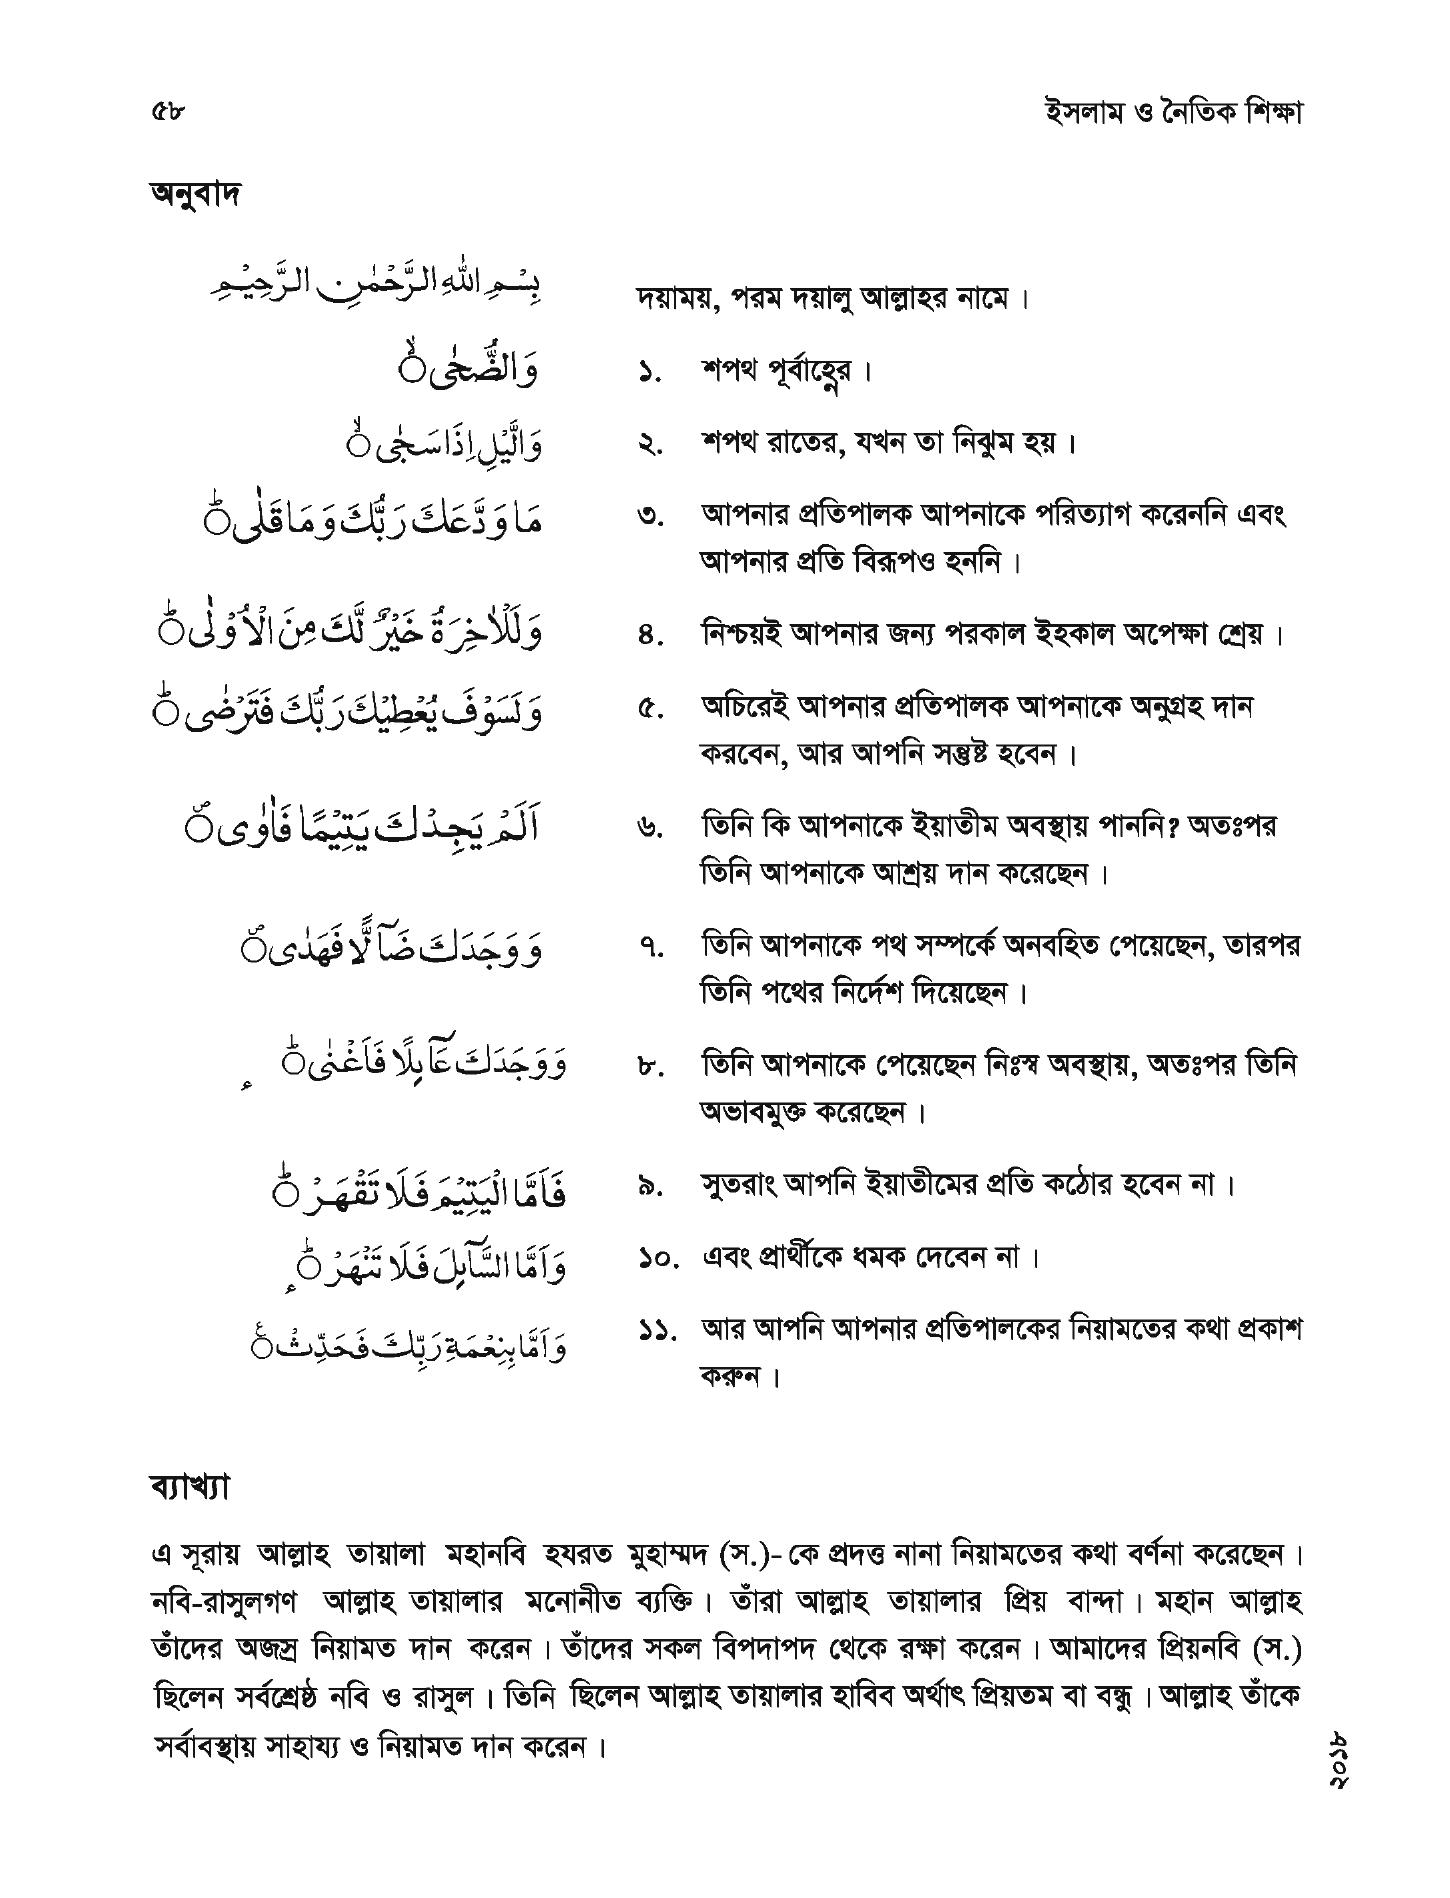 ৫৮ ইসলাম ও নৈতিক শিক্ষা
অনুবাদ
بِسْمِ اللهِ الرَّحْمٰنِ الرَّحِيْمِ দয়াময়, পরম দয়ালু আল্লাহর নামে ।
وَالضُّحٰىۙ ১. শপথ পূর্বাহ্ণের ।
وَالَّيْلِ اِذَا سَجٰىۙ ২. শপথ রাতের, যখন তা নিঝুম হয় ।
مَا وَدَّعَكَ رَبُّكَ وَمَا قَلٰىؕ ৩. আপনার প্রতিপালক আপনাকে পরিত্যাগ করেননি এবং
আপনার প্রতি বিরূপও হননি ।
وَلَلْاٰخِرَةُ خَيْرٌ لَّكَ مِنَ الْاُوْلٰىؕ ৪. নিশ্চয়ই আপনার জন্য পরকাল ইহকাল অপেক্ষা শ্রেয় ।
وَلَسَوْفَ يُعْطِيْكَ رَبُّكَ فَتَرْضٰىؕ ৫. অচিরেই আপনার প্রতিপালক আপনাকে অনুগ্রহ দান
করবেন, আর আপনি সন্তুষ্ট হবেন ।
اَلَمْ يَجِدْكَ يَتِيْمًا فَاٰوٰىۖ ৬. তিনি কি আপনাকে ইয়াতীম অবস্থায় পাননি? অতঃপর
তিনি আপনাকে আশ্রয় দান করেছেন ।
وَوَجَدَكَ ضَآلًّا فَهَدٰىۖ ৭. তিনি আপনাকে পথ সম্পর্কে অনবহিত পেয়েছেন, তারপর
তিনি পথের নির্দেশ দিয়েছেন ।
وَوَجَدَكَ عَآئِلًا فَاَغْنٰىؕ ৮. তিনি আপনাকে পেয়েছেন নিঃস্ব অবস্থায়, অতঃপর তিনি
অভাবমুক্ত করেছেন ।
فَاَمَّا الْيَتِيْمَ فَلَا تَقْهَرْؕ ৯. সুতরাং আপনি ইয়াতীমের প্রতি কঠোর হবেন না ।
وَاَمَّا السَّآئِلَ فَلَا تَنْهَرْؕ ১০. এবং প্রার্থীকে ধমক দেবেন না ।
وَاَمَّا بِنِعْمَةِ رَبِّكَ فَحَدِّثْ ১১. আর আপনি আপনার প্রতিপালকের নিয়ামতের কথা প্রকাশ
করুন ।
ব্যাখ্যা
এ সূরায় আল্লাহ তায়ালা মহানবি হযরত মুহাম্মদ (স.)- কে প্রদত্ত নানা নিয়ামতের কথা বর্ণনা করেছেন ।
নবি-রাসুলগণ আল্লাহ তায়ালার মনোনীত ব্যক্তি । তাঁরা আল্লাহ তায়ালার প্রিয় বান্দা । মহান আল্লাহ
তাঁদের অজস্র নিয়ামত দান করেন । তাঁদের সকল বিপদাপদ থেকে রক্ষা করেন । আমাদের প্রিয়নবি (স.)
ছিলেন সর্বশ্রেষ্ঠ নবি ও রাসুল । তিনি ছিলেন আল্লাহ তায়ালার হাবিব অর্থাৎ প্রিয়তম বা বন্ধু । আল্লাহ তাঁকে
সর্বাবস্থায় সাহায্য ও নিয়ামত দান করেন ।
২০১৮